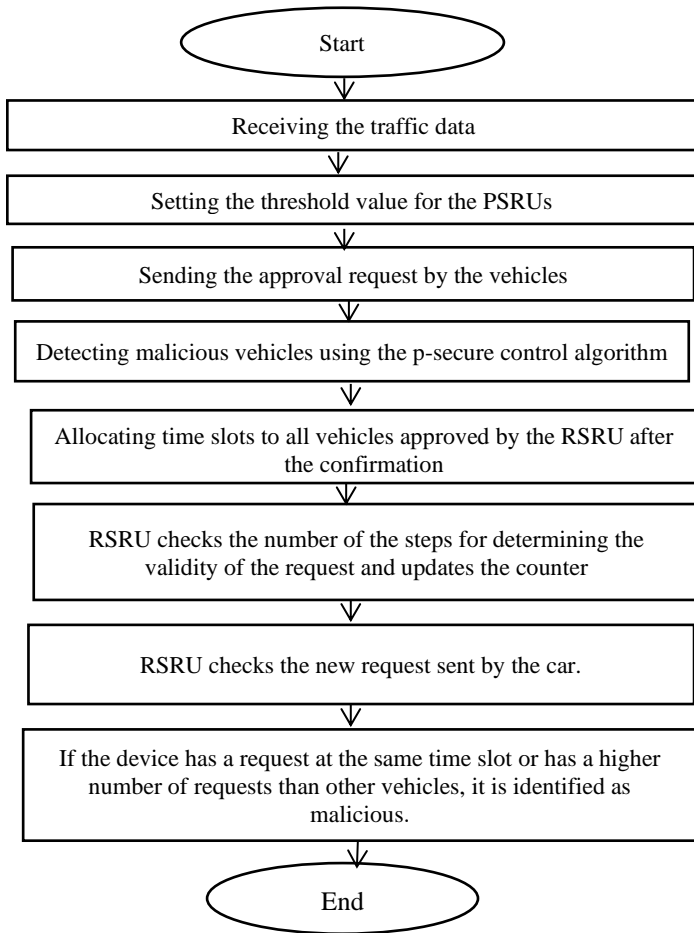 Start
Receiving the traffic data
Setting the threshold value for the PSRUs
Sending the approval request by the vehicles
Detecting malicious vehicles using the p-secure control algorithm
Allocating time slots to all vehicles approved by the RSRU after
the confirmation
RSRU checks the number of the steps for determining the
validity of the request and updates the counter
RSRU checks the new request sent by the car.
If the device has a request at the same time slot or has a higher
number of requests than other vehicles, it is identified as
malicious.
End